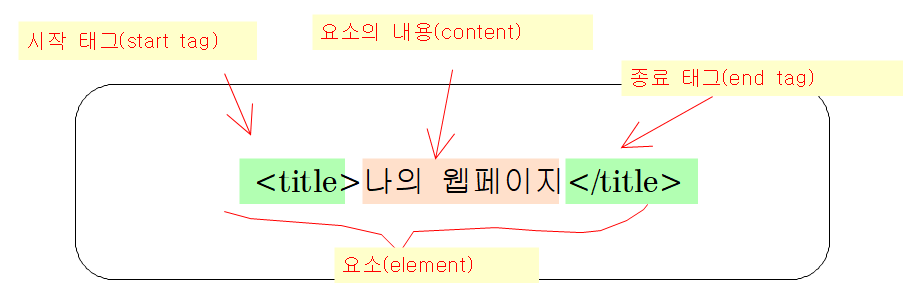 요소의 내용(content)
시작 태그(start tag)
종료 태그(end tag)
<title>나의 웹페이지</title>
요소(element)